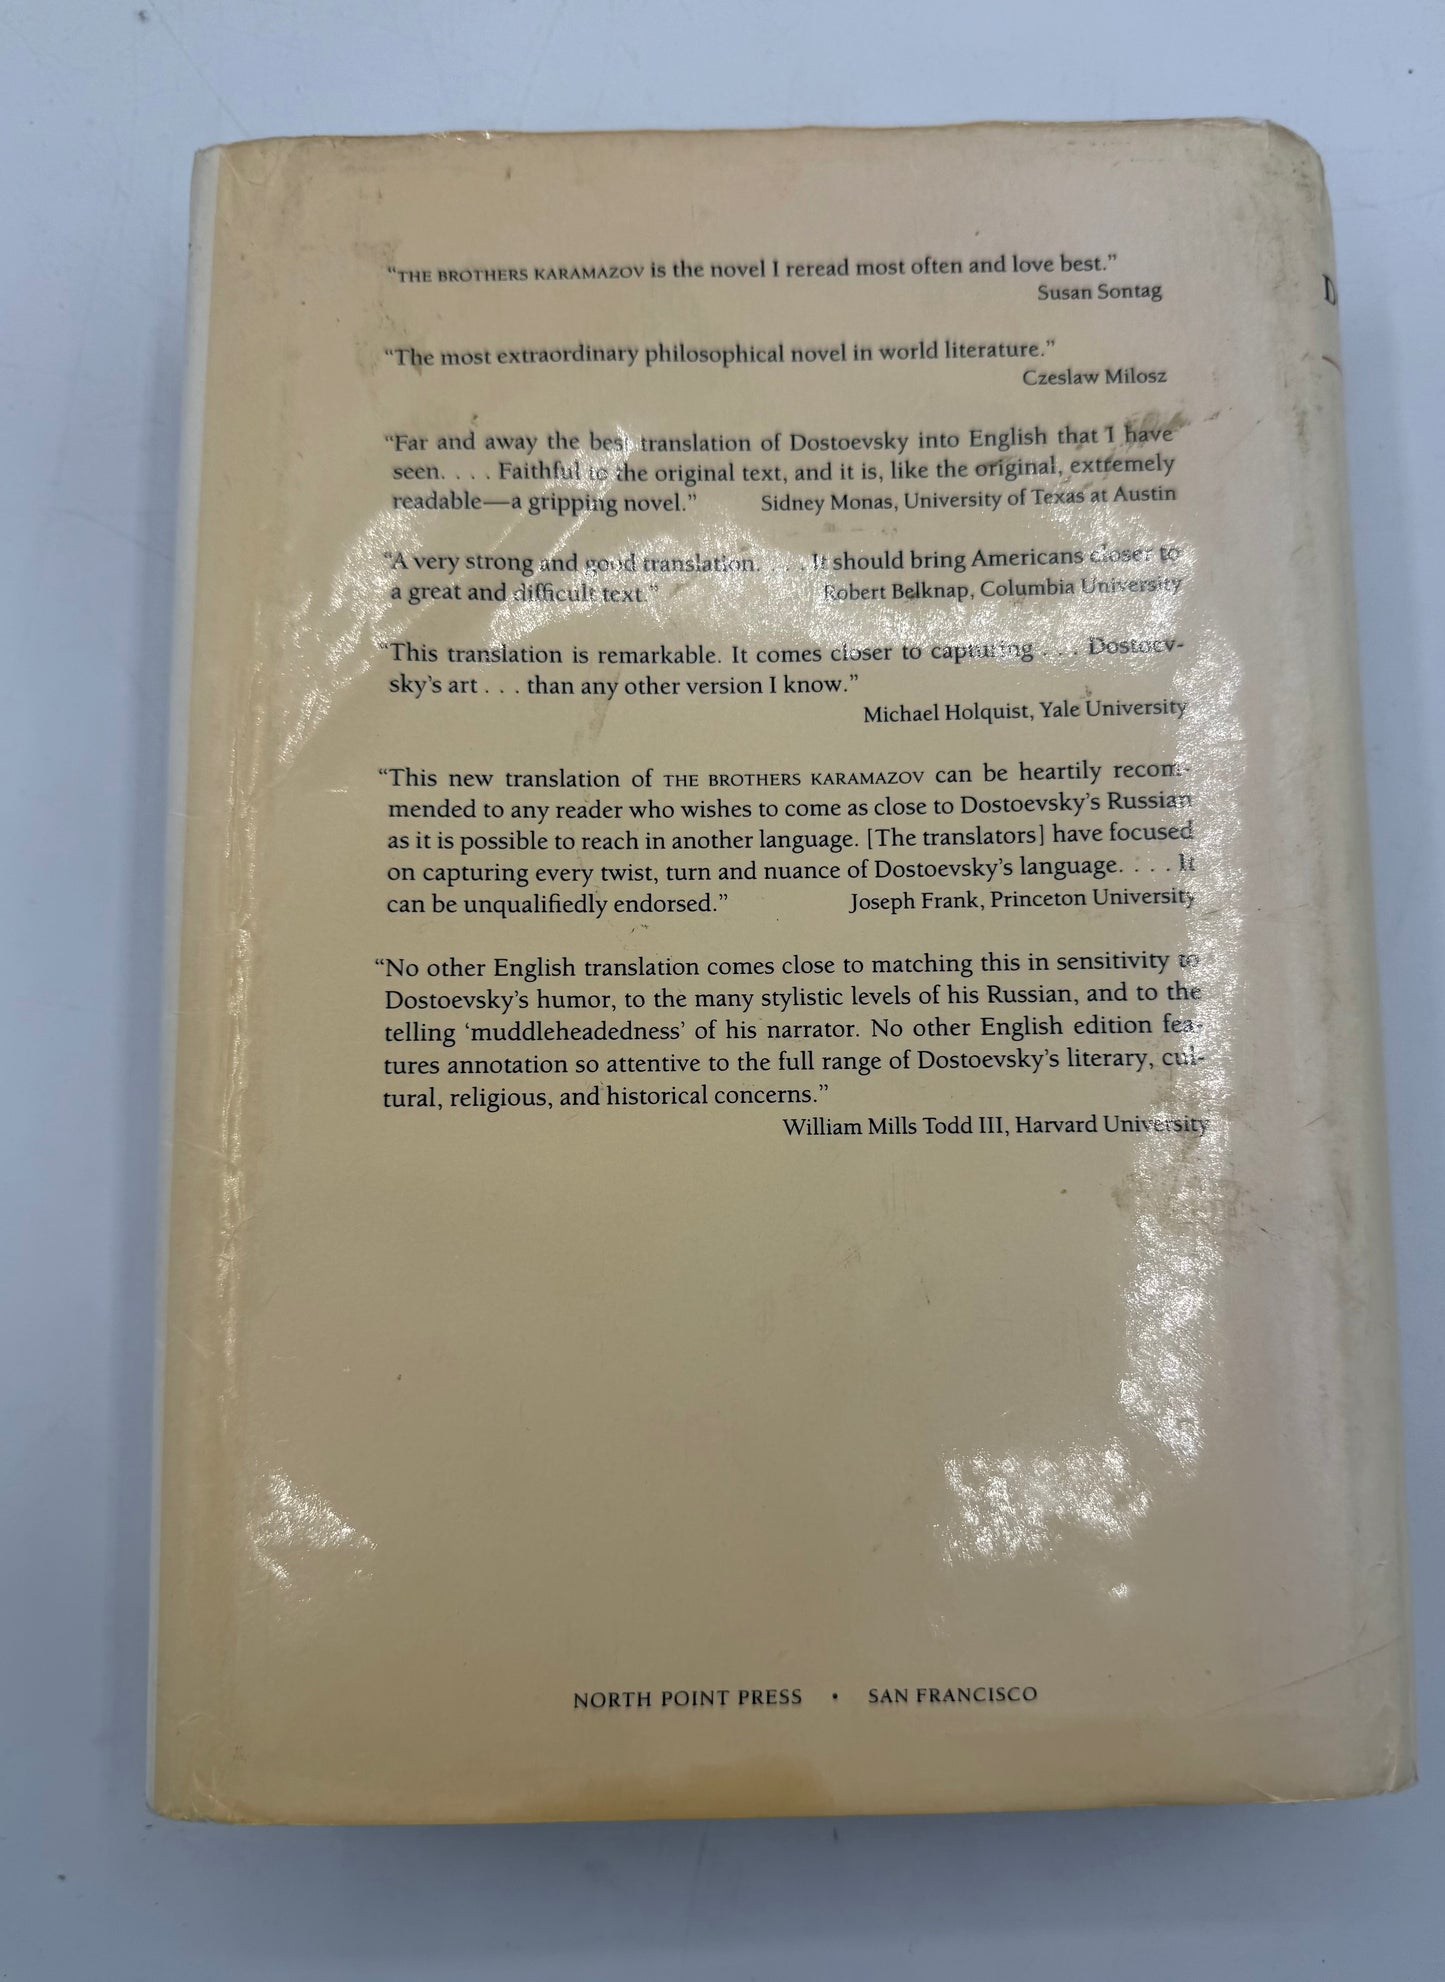 “THE BROTHERS KARAMAZOV is the novel I reread most often and love best.”
Susan Sontag
“The most extraordinary philosophical novel in world literature.”
Czeslaw Milosz
“Far and away the best translation of Dostoevsky into English that I have
seen. . . . Faithful to the original text, and it is, like the original, extremely
readable—a gripping novel.” Sidney Monas, University of Texas at Austin
“A very strong and good translation. . . . It should bring Americans closer to
a great and difficult text.” Robert Belknap, Columbia University
“This translation is remarkable. It comes closer to capturing . . . Dostoev-
sky’s art . . . than any other version I know.”
Michael Holquist, Yale University
“This new translation of THE BROTHERS KARAMAZOV can be heartily recom-
mended to any reader who wishes to come as close to Dostoevsky’s Russian
as it is possible to reach in another language. [The translators] have focused
on capturing every twist, turn and nuance of Dostoevsky’s language. . . . It
can be unqualifiedly endorsed.” Joseph Frank, Princeton University
“No other English translation comes close to matching this in sensitivity to
Dostoevsky’s humor, to the many stylistic levels of his Russian, and to the
telling ‘muddleheadedness’ of his narrator. No other English edition fea-
tures annotation so attentive to the full range of Dostoevsky’s literary, cul-
tural, religious, and historical concerns.”
William Mills Todd III, Harvard University
NORTH POINT PRESS • SAN FRANCISCO